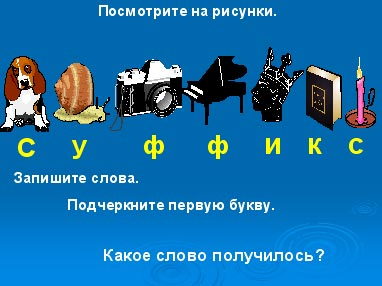 Посмотрите на рисунки.
С у ф ф и к с
Запишите слова.
Подчеркните первую букву.
Какое слово получилось?